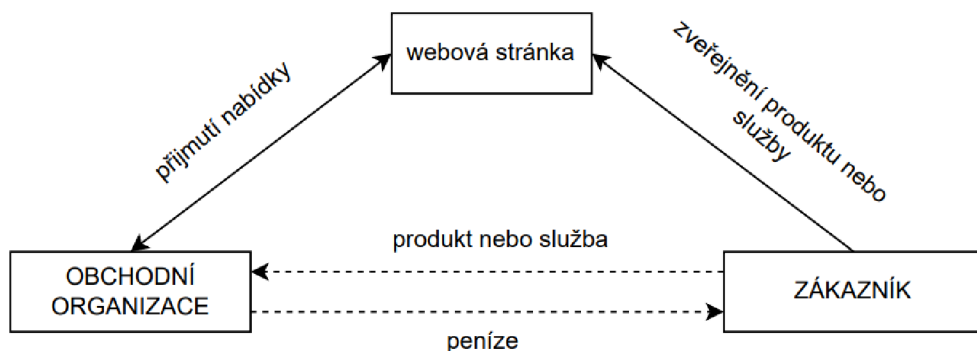 webová stránka
přijmutí nabídky
zveřejnění produktu nebo
služby
produkt nebo služba
OBCHODNÍ
ORGANIZACE
ZÁKAZNÍK
peníze